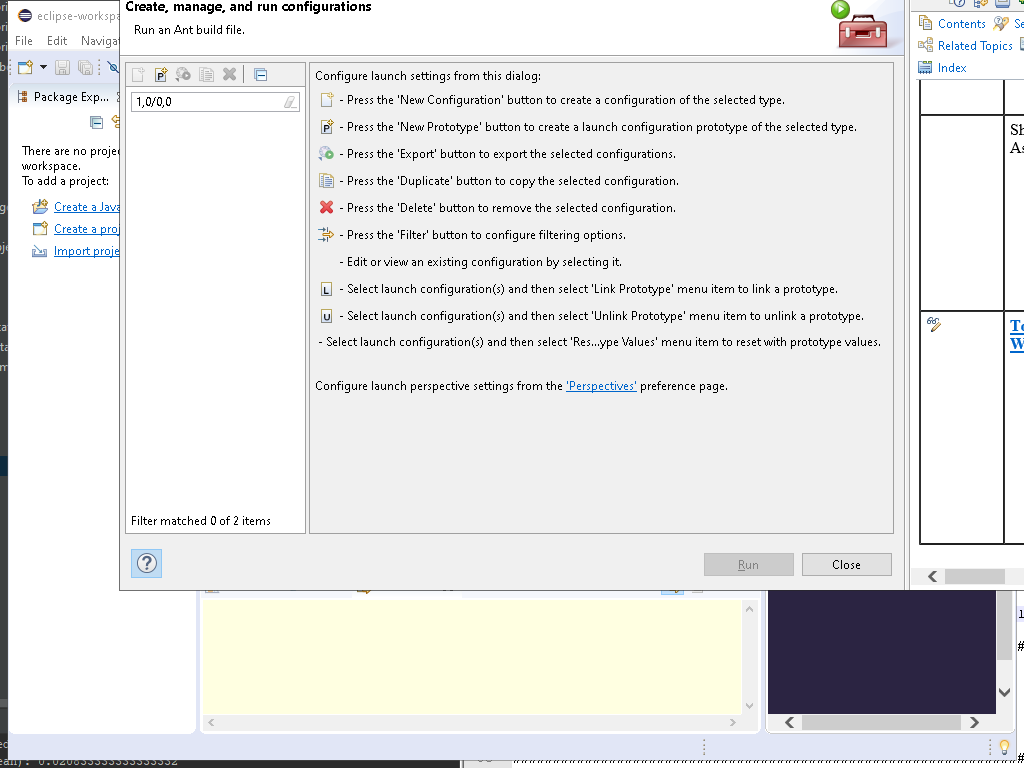 Create, manage, and run configurations
Run an Ant build file.
eclipse-workspa
File Edit Navigat
Package Exp...
There are no projec
workspace.
To add a project:
Create a Java
Create a proj
Import proje
1,0/0,0
Filter matched 0 of 2 items
Configure launch settings from this dialog:
- Press the 'New Configuration' button to create a configuration of the selected type.
- Press the 'New Prototype' button to create a launch configuration prototype of the selected type.
- Press the 'Export' button to export the selected configurations.
- Press the 'Duplicate' button to copy the selected configuration.
- Press the 'Delete' button to remove the selected configuration.
- Press the 'Filter' button to configure filtering options.
- Edit or view an existing configuration by selecting it.
L - Select launch configuration(s) and then select 'Link Prototype' menu item to link a prototype.
U - Select launch configuration(s) and then select 'Unlink Prototype' menu item to unlink a prototype.
- Select launch configuration(s) and then select 'Res...ype Values' menu item to reset with prototype values.
Configure launch perspective settings from the 'Perspectives' preference page.
Run
Close
Contents
Se
Related Topics
Index
Sh
As
To
W